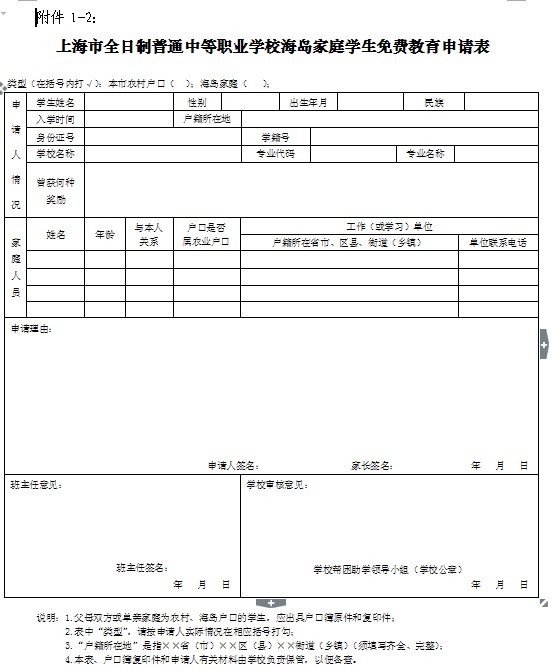 附件 1-2：
上海市全日制普通中等职业学校海岛家庭学生免费教育申请表
类型（在括号内打√）：本市农村户口（ ）；海岛家庭（ ）；
申请人情况
学生姓名 性别 出生年月 民族
入学时间 户籍所在地
身份证号 学籍号
学校名称 专业代码 专业名称
曾获何种
奖励
家庭人员
姓名 年龄 与本人关系 户口是否属农业户口 工作（或学习）单位
户籍所在省市、区县、街道（乡镇） 单位联系电话
申请理由：
申请人签名： 家长签名： 年 月 日
班主任意见： 学校审核意见：
班主任签名： 学校帮困助学领导小组（学校公章）
年 月 日 年 月 日
说明：1.父母双方或单亲家庭为农村、海岛户口的学生，应出具户口簿原件和复印件；
2.表中“类型”，请按申请人实际情况在相应括号打勾；
3.“户籍所在地”是指××省（市）××区（县）××街道（乡镇）（须填写齐全、完整）；
4.本表、户口簿复印件和申请人有关材料由学校负责保管，以便备查。